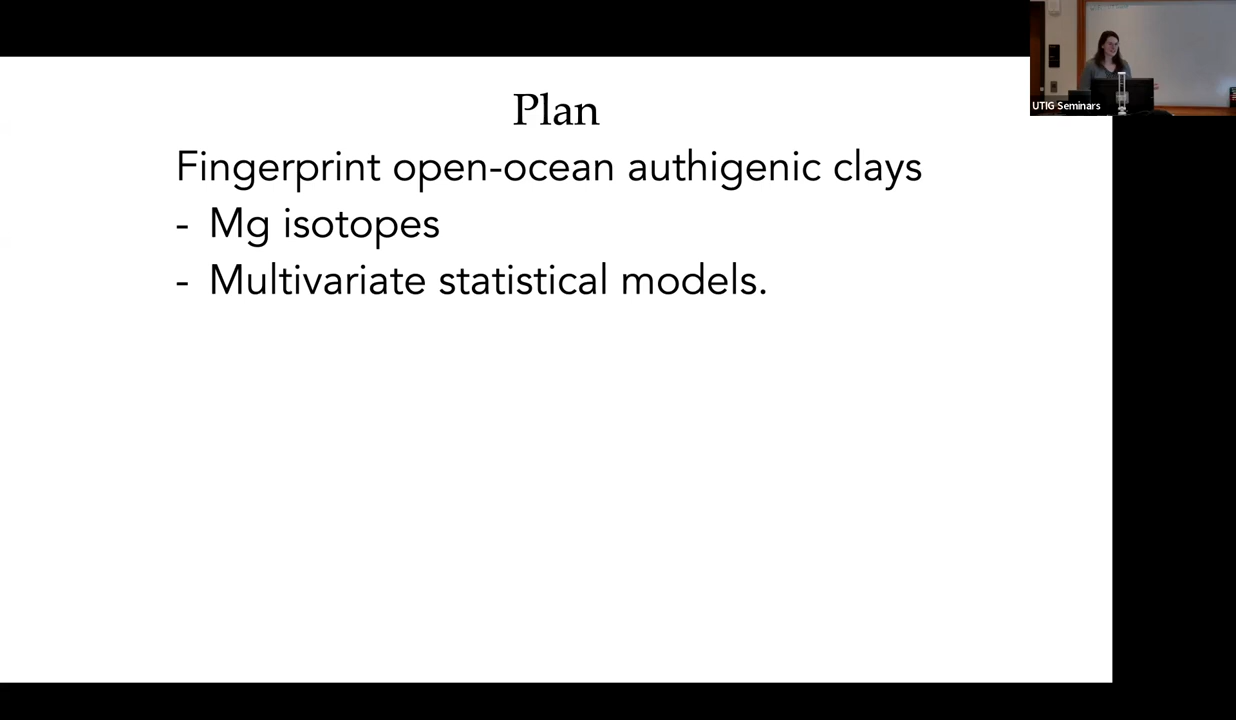 Plan
Fingerprint open-ocean authigenic clays
- Mg isotopes
- Multivariate statistical models.
UTIG Seminars